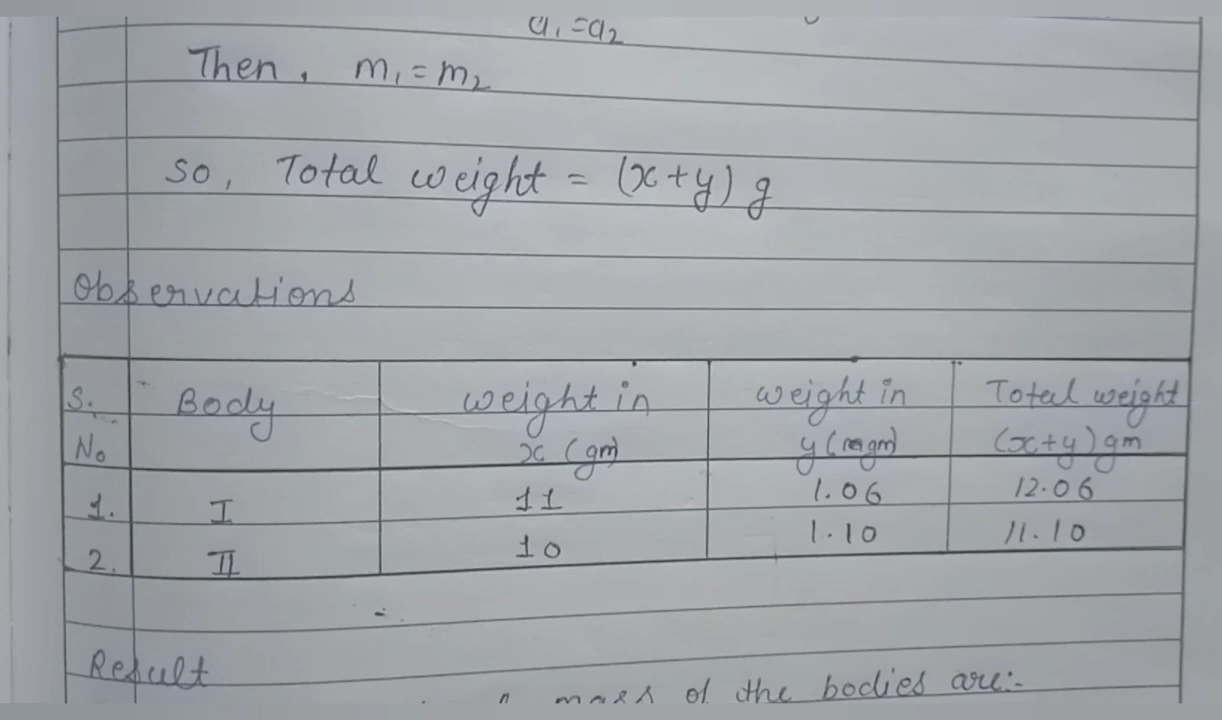 a₁=a₂
Then, m₁=m₂
So, Total weight = (x+y) g
Observations
S. No Body weight in x (gm) weight in y (mgm) Total weight (x+y) gm
1. I 11 1.06 12.06
2. II 10 1.10 11.10
Result
mass of the bodies are:-